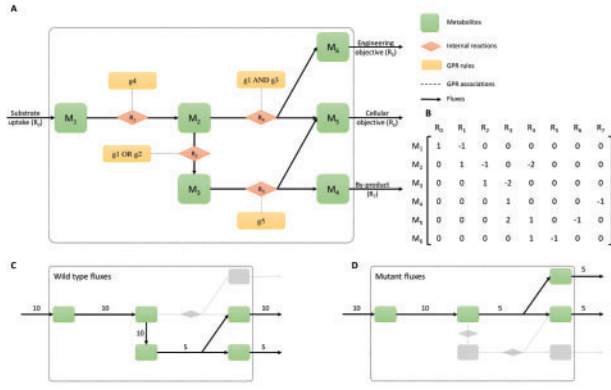 A
Metabolites
Internal reactions
GPR rules
GPR associations
Fluxes
M₆
Engineering
objective (R₅)
g4
g1 AND g3
Substrate
uptake (R₀)
M₁
R₁
M₂
R₄
M₅
Cellular
objective (R₆)
g1 OR g2
R₂
M₃
R₃
M₄
By-product
(R₇)
g5
B
R₀ R₁ R₂ R₃ R₄ R₅ R₆ R₇
M₁ 1 -1 0 0 0 0 0 0
M₂ 0 1 -1 0 -2 0 0 0
M₃ 0 0 1 -2 0 0 0 0
M₄ 0 0 0 1 0 0 0 -1
M₅ 0 0 0 2 1 0 -1 0
M₆ 0 0 0 0 1 -1 0 0
C
Wild type fluxes
10
10
10
10
5
5
D
Mutant fluxes
5
10
10
5
5